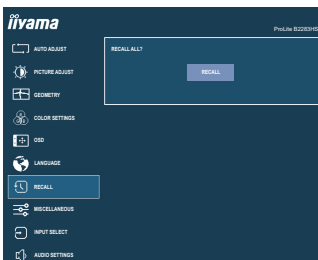 iiyama
ProLite B2283HS
AUTO ADJUST
RECALL ALL?
PICTURE ADJUST
RECALL
GEOMETRY
COLOR SETTINGS
OSD
LANGUAGE
RECALL
MISCELLANEOUS
INPUT SELECT
AUDIO SETTINGS